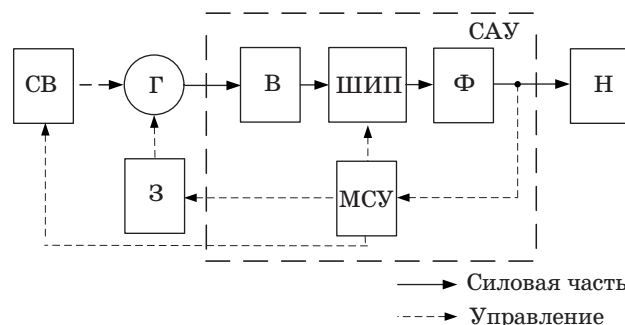 САУ
СВ
Г
В
ШИП
Ф
Н
З
МСУ
Силовая часть
Управление